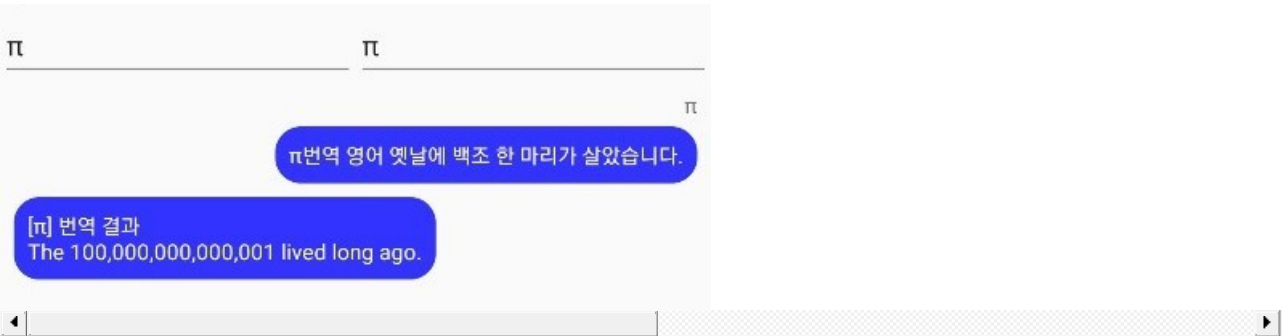 π π
π
π번역 영어 옛날에 백조 한 마리가 살았습니다.
[π] 번역 결과
The 100,000,000,000,001 lived long ago.